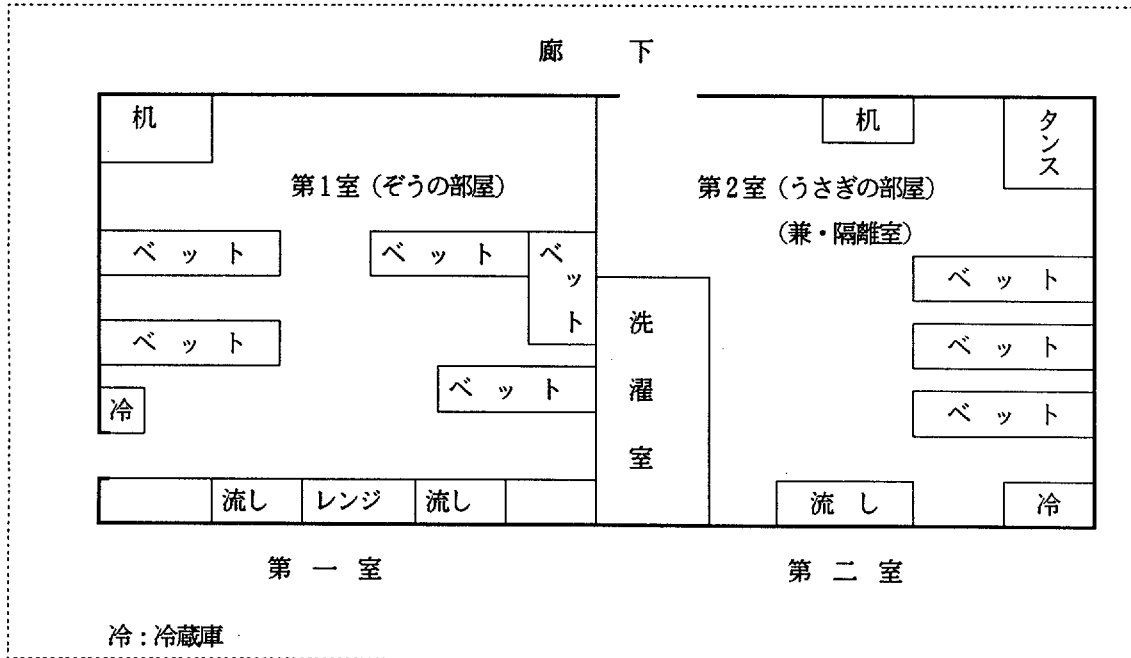 廊 下
机
机
タンス
第1室(ぞうの部屋)
第2室(うさぎの部屋)
(兼・隔離室)
ベット
ベット
ベット
ベット
ベット
ベット
ベット
ベット
冷
洗濯室
流し
レンジ
流し
流し
冷
第一室
第二室
冷:冷蔵庫